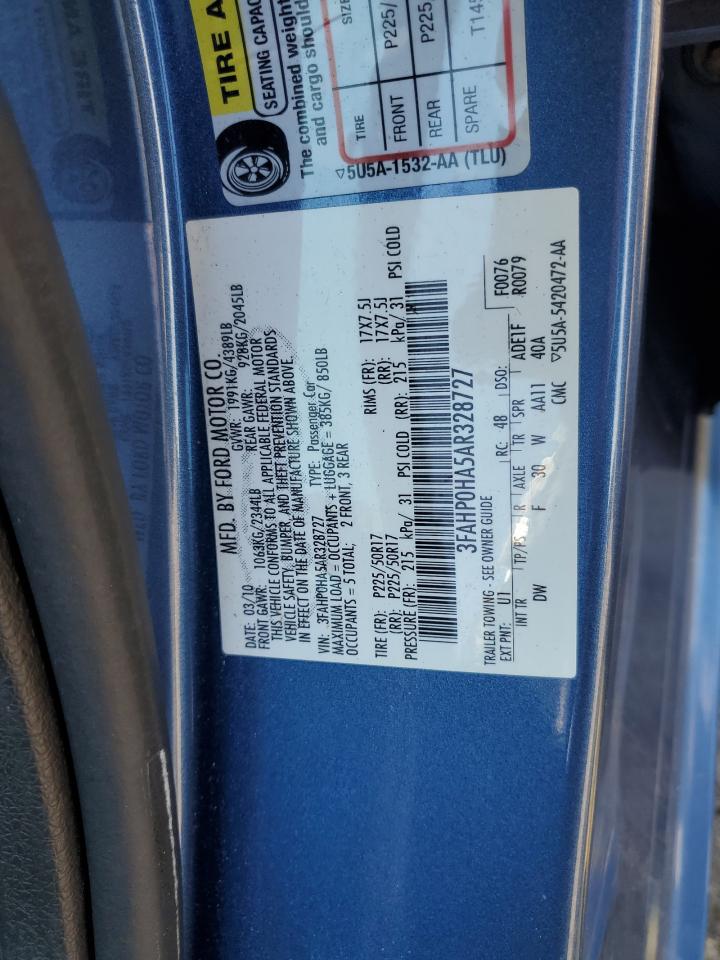 TIRE A
SEATING CAPAC
The combined weight
and cargo should
TIRE SIZE
FRONT P225/
REAR P225
SPARE T145
▽5U5A-1532-AA (TLU)
MFD. BY FORD MOTOR CO.
DATE: 03/10 GVWR: 1991KG/4389LB
FRONT GAWR: 1063KG/2344LB REAR GAWR: 928KG/2045LB
THIS VEHICLE CONFORMS TO ALL APPLICABLE FEDERAL MOTOR
VEHICLE SAFETY, BUMPER, AND THEFT PREVENTION STANDARDS
IN EFFECT ON THE DATE OF MANUFACTURE SHOWN ABOVE.
VIN: 3FAHP0HA5AR328727 TYPE: Passenger Car
MAXIMUM LOAD = OCCUPANTS + LUGGAGE = 385KG/ 850LB
OCCUPANTS = 5 TOTAL: 2 FRONT, 3 REAR
TIRE (FR): P225/50R17 RIMS (FR): 17X7.5J
(RR): P225/50R17 (RR): 17X7.5J
PRESSURE (FR): 215 kPa/ 31 PSI COLD (RR): 215 kPa/ 31 PSI COLD
3FAHP0HA5AR328727
TRAILER TOWING - SEE OWNER GUIDE F0076
EXT PNT: UI RC: 48 DSO: R0079
INT TR TP/PS R AXLE TR SPR ADE1F
DW F 30 W AA11 40A
CMC ▽5U5A-5420472-AA